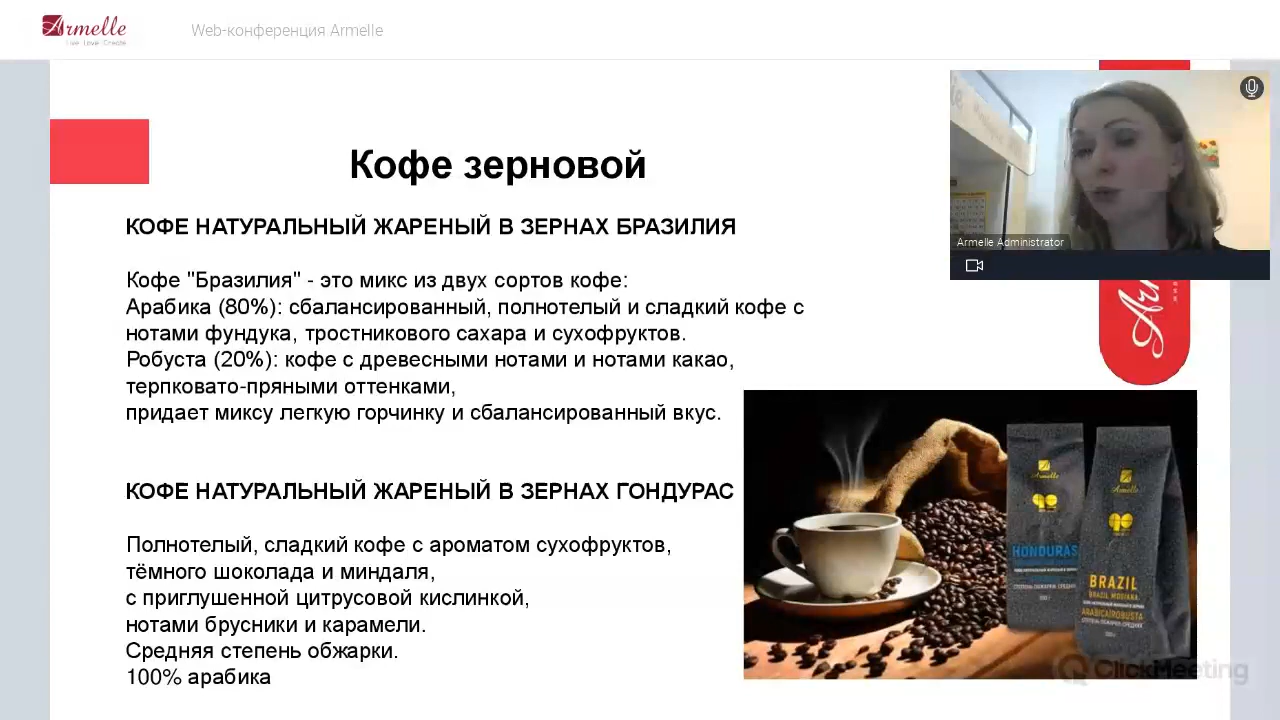 Armelle
Live Love Create
Web-конференция Armelle
Armelle Administrator
Кофе зерновой
КОФЕ НАТУРАЛЬНЫЙ ЖАРЕНЫЙ В ЗЕРНАХ БРАЗИЛИЯ
Кофе "Бразилия" - это микс из двух сортов кофе:
Арабика (80%): сбалансированный, полнотелый и сладкий кофе с
нотами фундука, тростникового сахара и сухофруктов.
Робуста (20%): кофе с древесными нотами и нотами какао,
терпковато-пряными оттенками,
придает миксу легкую горчинку и сбалансированный вкус.
КОФЕ НАТУРАЛЬНЫЙ ЖАРЕНЫЙ В ЗЕРНАХ ГОНДУРАС
Полнотелый, сладкий кофе с ароматом сухофруктов,
тёмного шоколада и миндаля,
с приглушенной цитрусовой кислинкой,
нотами брусники и карамели.
Средняя степень обжарки.
100% арабика
Armelle
HONDURAS
Armelle
BRAZIL
ARABICA/ROBUSTA
ClickMeeting